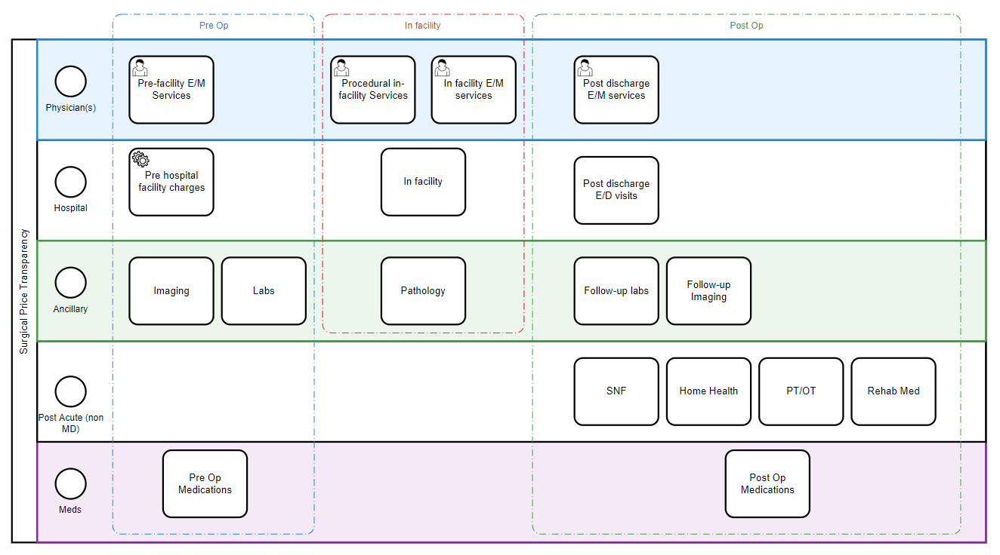 Pre Op
In facility
Post Op
Surgical Price Transparency
Physician(s)
Pre-facility E/M
Services
Procedural in-
facility Services
In facility E/M
services
Post discharge
E/M services
Hospital
Pre hospital
facility charges
In facility
Post discharge
E/D visits
Ancillary
Imaging
Labs
Pathology
Follow-up labs
Follow-up
Imaging
Post Acute (non
MD)
SNF
Home Health
PT/OT
Rehab Med
Meds
Pre Op
Medications
Post Op
Medications